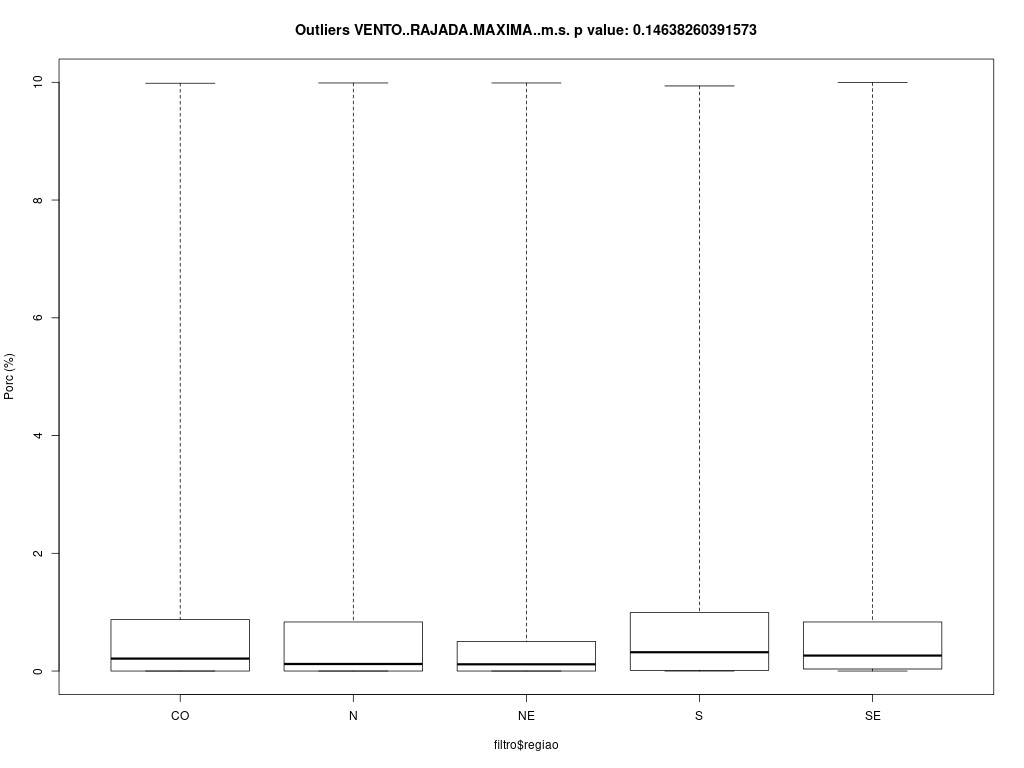 Outliers VENTO..RAJADA.MAXIMA..m.s. p value: 0.14638260391573
10
8
6
4
2
0
Porc (%)
CO N NE S SE
filtro$regiao